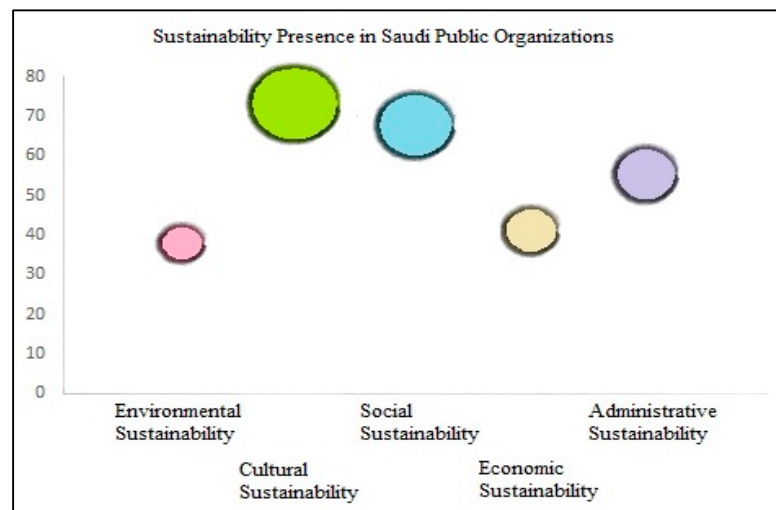 Sustainability Presence in Saudi Public Organizations
80
70
60
50
40
30
20
10
0
Environmental
Sustainability
Cultural
Sustainability
Social
Sustainability
Economic
Sustainability
Administrative
Sustainability